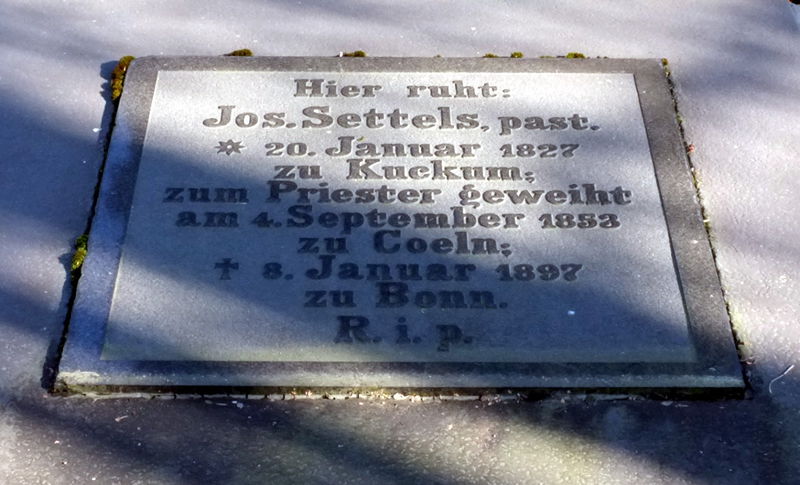 Hier ruht:
Jos. Settels, past.
* 20. Januar 1827
zu Kuckum;
zum Priester geweiht
am 4. September 1853
zu Coeln;
† 8. Januar 1897
zu Bonn.
R. i. p.